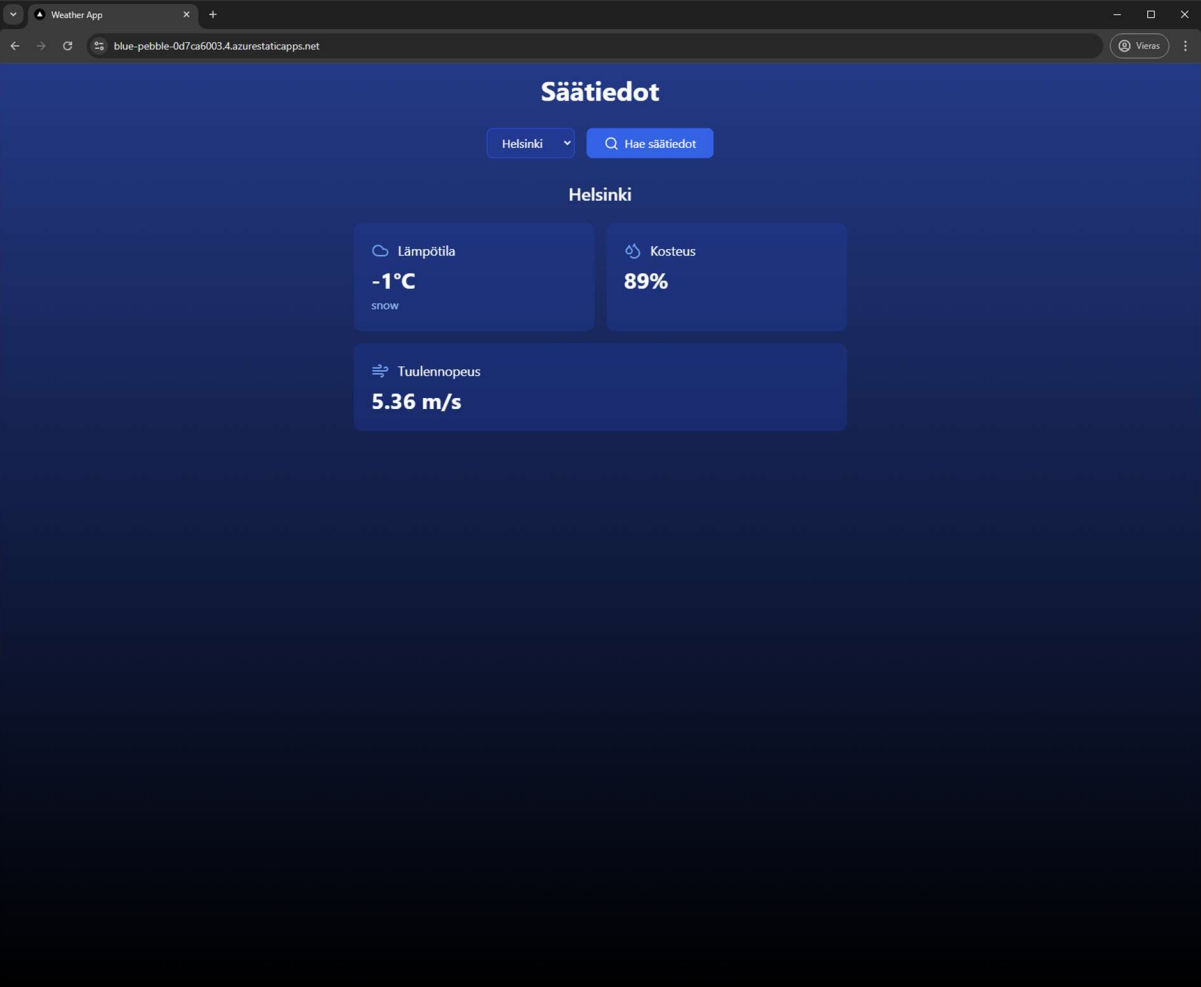 Weather App
blue-pebble-0d7ca6003.4.azurestaticapps.net
Vieras
Säätiedot
Helsinki
Hae säätiedot
Helsinki
Lämpötila
-1°C
snow
Kosteus
89%
Tuulennopeus
5.36 m/s